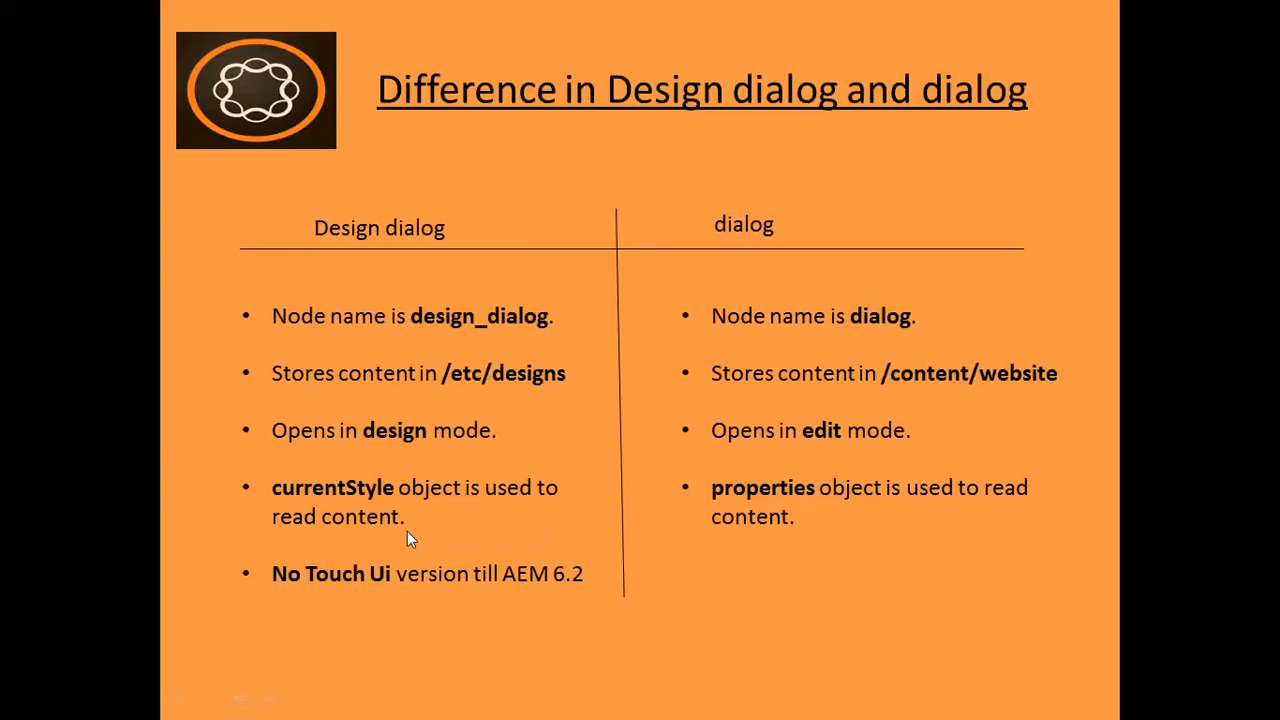 Difference in Design dialog and dialog
Design dialog
• Node name is design_dialog.
• Stores content in /etc/designs
• Opens in design mode.
• currentStyle object is used to
read content.
• No Touch Ui version till AEM 6.2
dialog
• Node name is dialog.
• Stores content in /content/website
• Opens in edit mode.
• properties object is used to read
content.